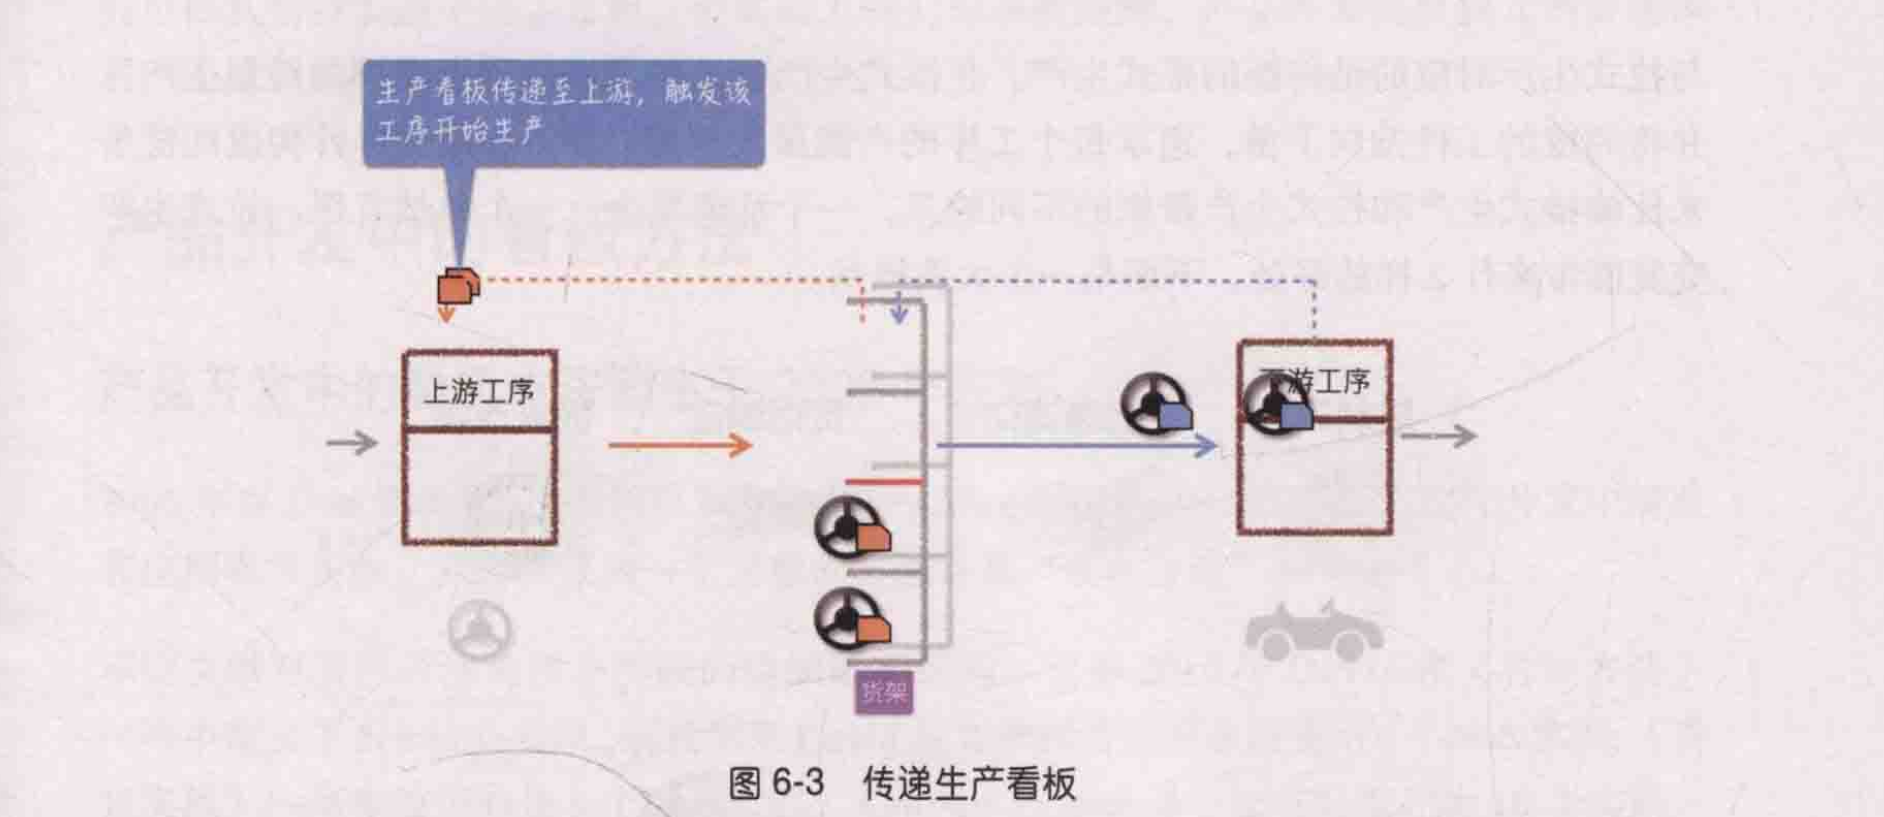 生产看板传递至上游，触发该
工序开始生产
上游工序
下游工序
货架
图 6-3 传递生产看板